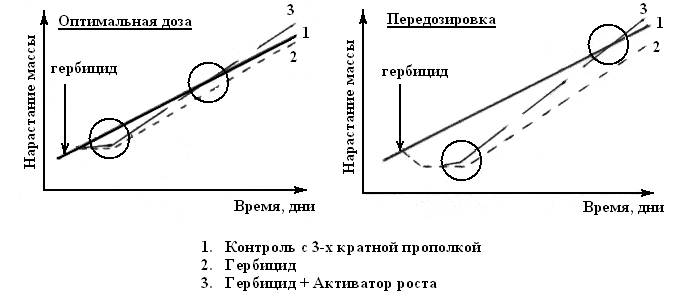 Оптимальная доза
Нарастание массы
гербицид
3
1
2
Время, дни
Передозировка
Нарастание массы
гербицид
3
1
2
Время, дни
1. Контроль с 3-х кратной прополкой
2. Гербицид
3. Гербицид + Активатор роста